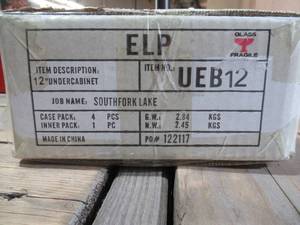 ELP
GLASS
FRAGILE
ITEM DESCRIPTION:
12"UNDERCABINET
ITEM NO.:
UEB12
JOB NAME: SOUTHFORK LAKE
CASE PACK: 4 PCS
INNER PACK: 1 PC
G.W.: 2.84 KGS
N.W.: 2.45 KGS
MADE IN CHINA
PO# 122117